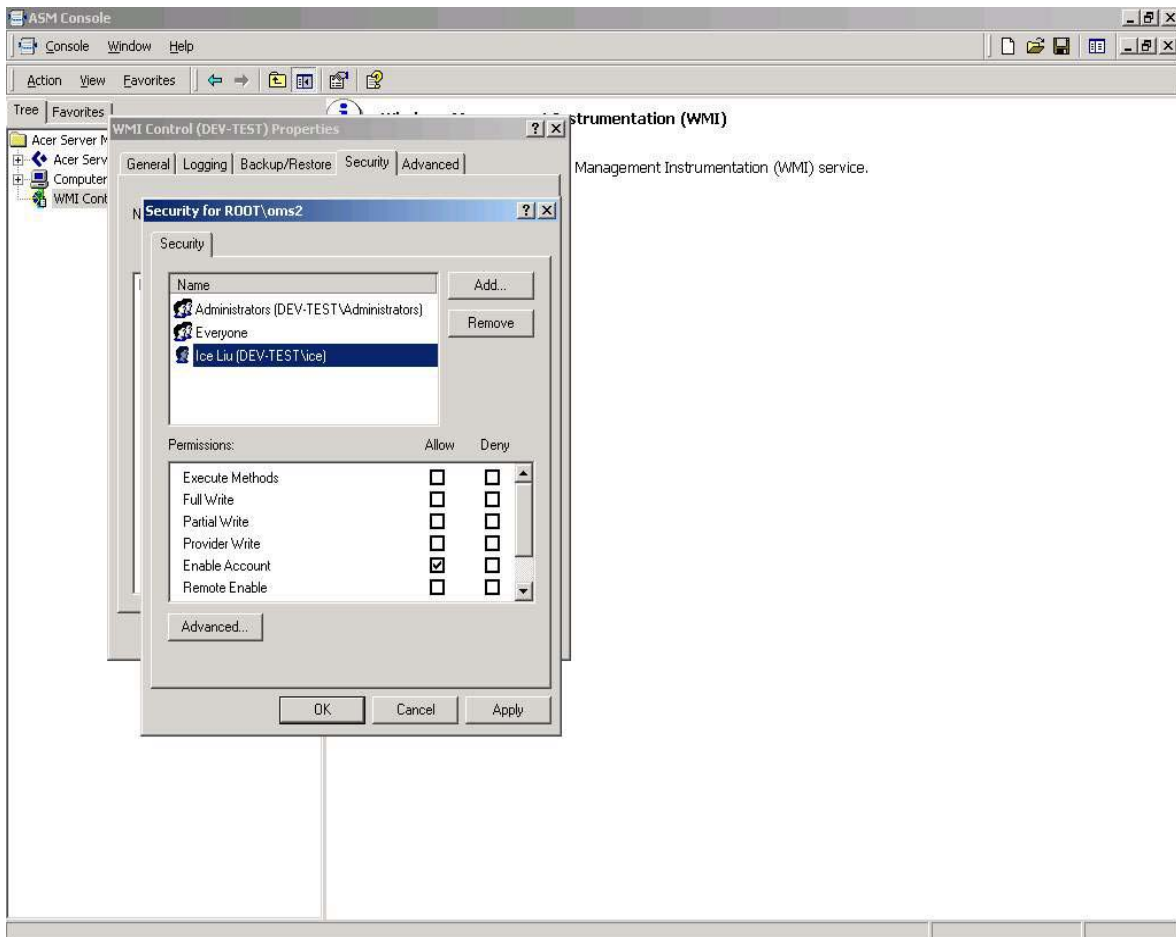 ASM Console
Console Window Help
Action View Favorites
Tree Favorites
Acer Server M
Acer Serv
Computer
WMI Cont
strumentation (WMI)
Management Instrumentation (WMI) service.
WMI Control (DEV-TEST) Properties
General Logging Backup/Restore Security Advanced
N
Security for ROOT\oms2
Security
Name
Administrators (DEV-TEST\Administrators)
Everyone
Ice Liu (DEV-TEST\ice)
Add...
Remove
Permissions: Allow Deny
Execute Methods
Full Write
Partial Write
Provider Write
Enable Account
Remote Enable
Advanced...
OK Cancel Apply